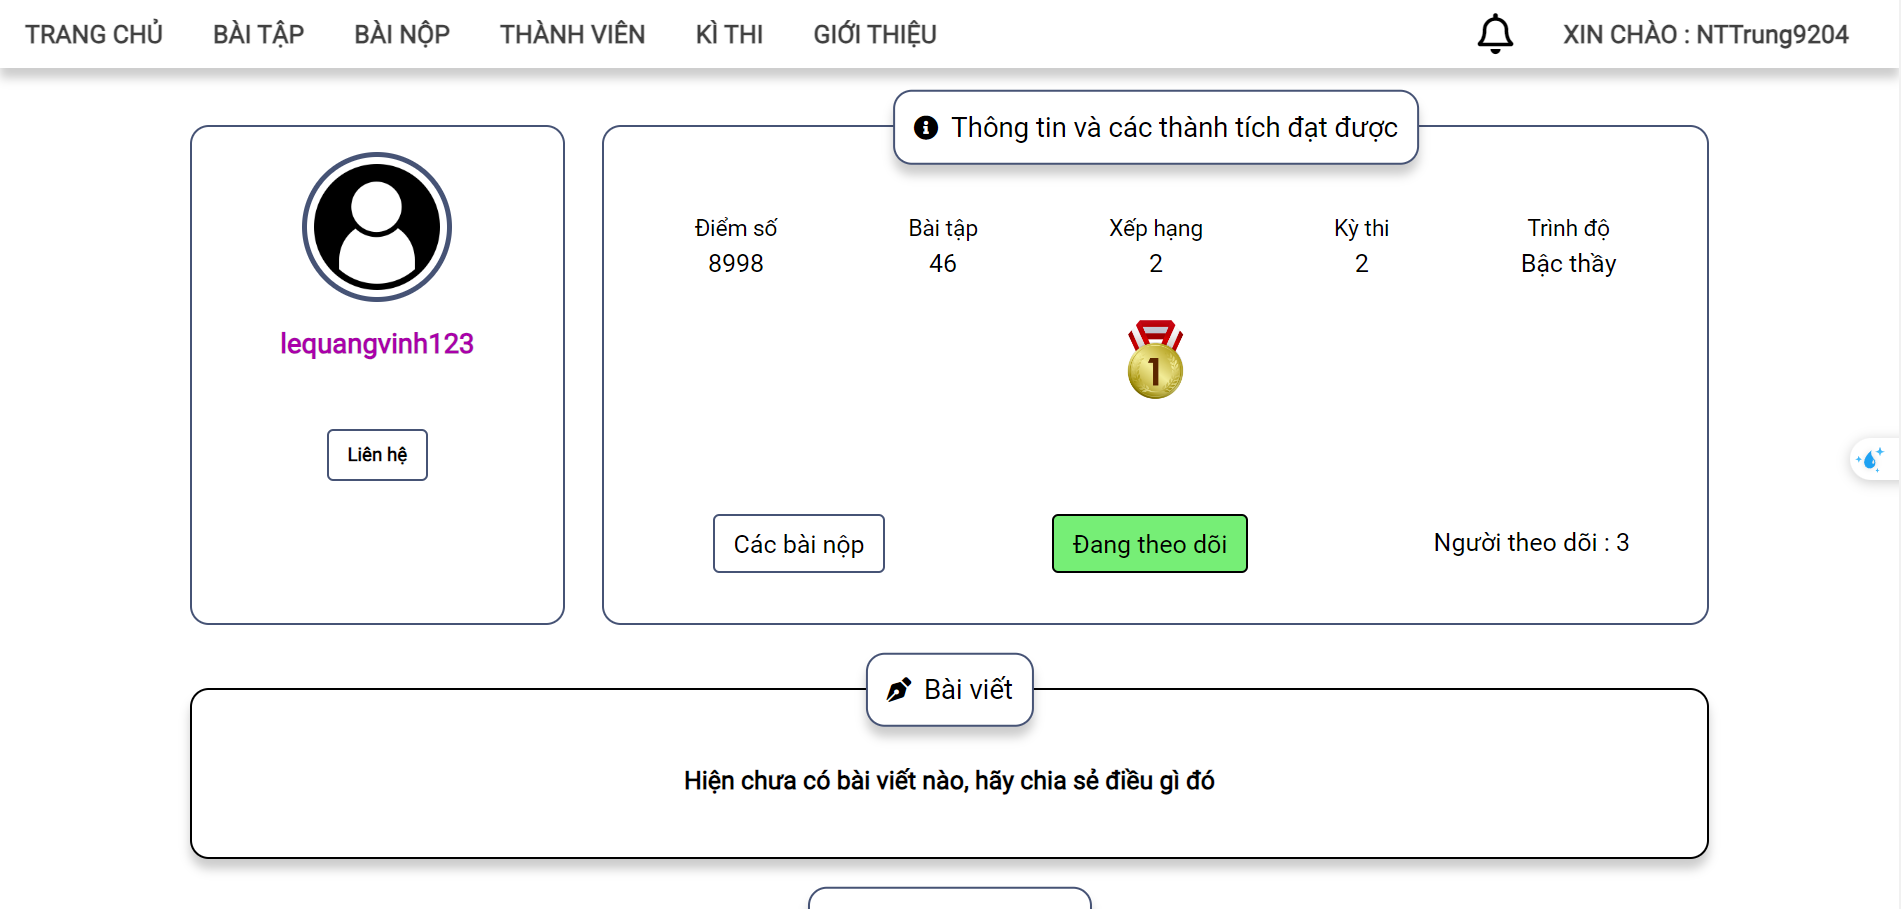 TRANG CHỦ BÀI TẬP BÀI NỘP THÀNH VIÊN KÌ THI GIỚI THIỆU XIN CHÀO : NTTrung9204
Thông tin và các thành tích đạt được
lequangvinh123
Liên hệ
Điểm số Bài tập Xếp hạng Kỳ thi Trình độ
8998 46 2 2 Bậc thầy
1
Các bài nộp Đang theo dõi Người theo dõi : 3
Bài viết
Hiện chưa có bài viết nào, hãy chia sẻ điều gì đó